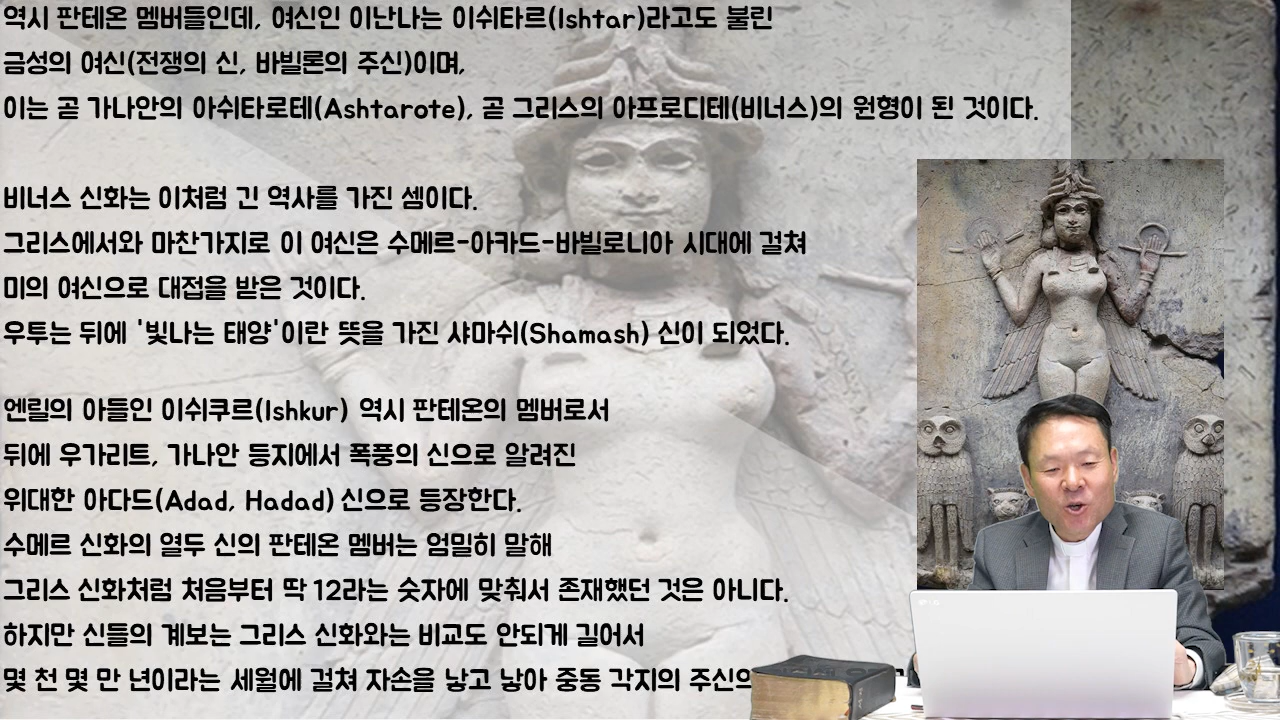 역시 판테온 멤버들인데, 여신인 이난나는 이쉬타르(Ishtar)라고도 불린
금성의 여신(전쟁의 신, 바빌론의 주신)이며,
이는 곧 가나안의 아쉬타로테(Ashtarote), 곧 그리스의 아프로디테(비너스)의 원형이 된 것이다.
비너스 신화는 이처럼 긴 역사를 가진 셈이다.
그리스에서와 마찬가지로 이 여신은 수메르-아카드-바빌로니아 시대에 걸쳐
미의 여신으로 대접을 받은 것이다.
우투는 뒤에 '빛나는 태양'이란 뜻을 가진 샤마쉬(Shamash) 신이 되었다.
엔릴의 아들인 이쉬쿠르(Ishkur) 역시 판테온의 멤버로서
뒤에 우가리트, 가나안 등지에서 폭풍의 신으로 알려진
위대한 아다드(Adad, Hadad) 신으로 등장한다.
수메르 신화의 열두 신의 판테온 멤버는 엄밀히 말해
그리스 신화처럼 처음부터 딱 12라는 숫자에 맞춰서 존재했던 것은 아니다.
하지만 신들의 계보는 그리스 신화와는 비교도 안되게 길어서
몇 천 몇 만 년이라는 세월에 걸쳐 자손을 낳고 낳아 중동 각지의 주신의